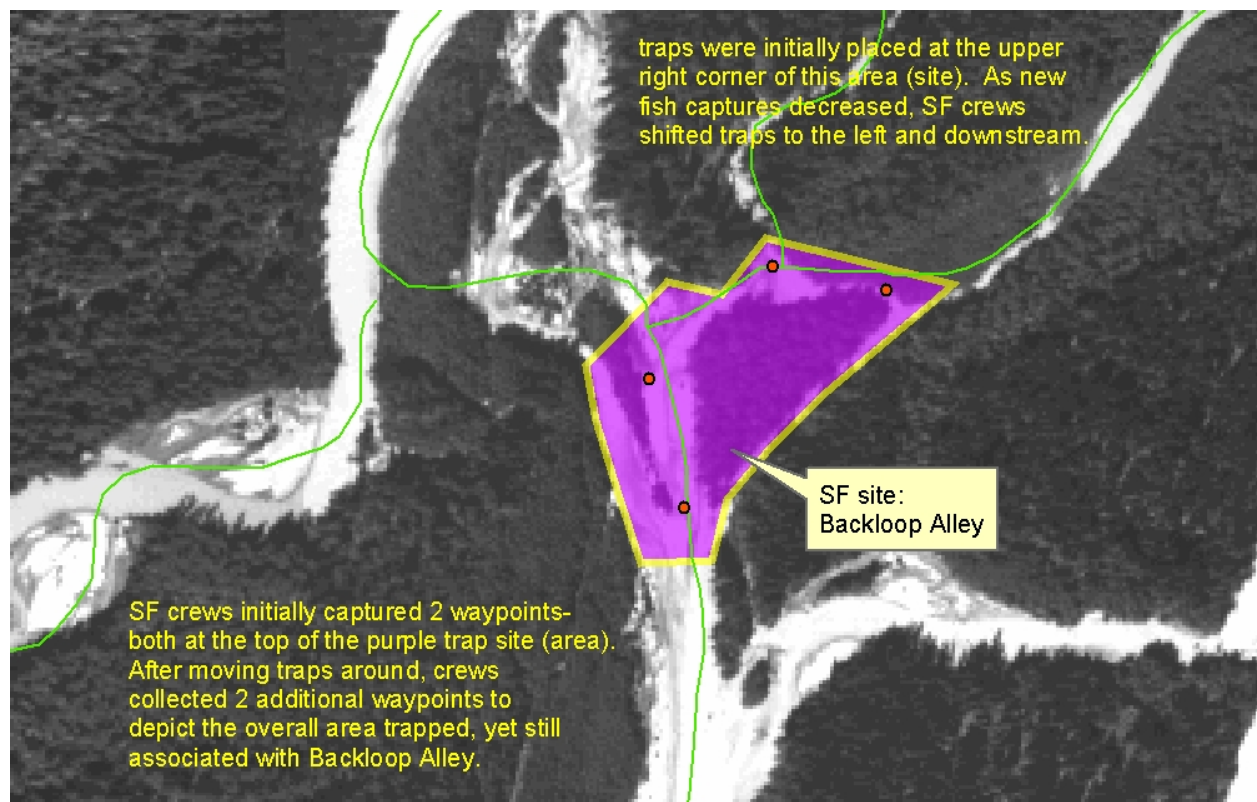 traps were initially placed at the upper
right corner of this area (site).  As new
fish captures decreased, SF crews
shifted traps to the left and downstream.
SF site:
Backloop Alley
SF crews initially captured 2 waypoints-
both at the top of the purple trap site (area).
After moving traps around, crews
collected 2 additional waypoints to
depict the overall area trapped, yet still
associated with Backloop Alley.